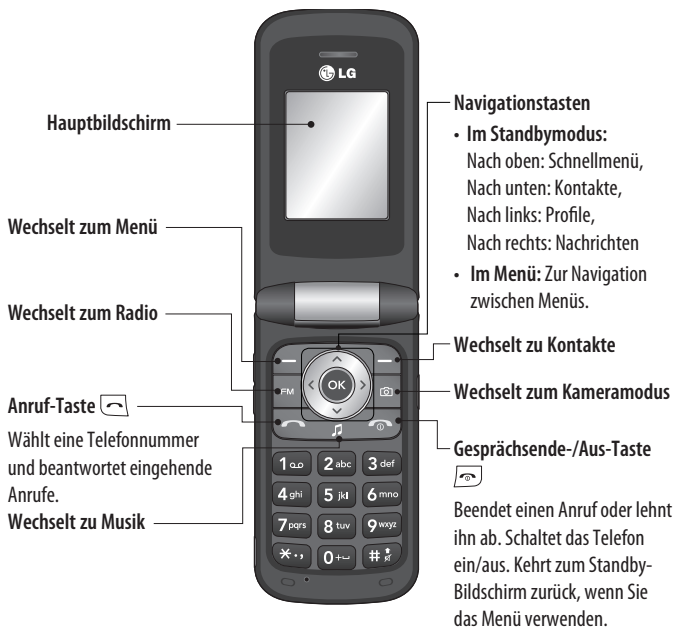 LG
Hauptbildschirm
Wechselt zum Menü
Wechselt zum Radio
Anruf-Taste
Wählt eine Telefonnummer
und beantwortet eingehende
Anrufe.
Wechselt zu Musik
Navigationstasten
• Im Standbymodus:
Nach oben: Schnellmenü,
Nach unten: Kontakte,
Nach links: Profile,
Nach rechts: Nachrichten
• Im Menü: Zur Navigation
zwischen Menüs.
Wechselt zu Kontakte
Wechselt zum Kameramodus
Gesprächsende-/Aus-Taste
Beendet einen Anruf oder lehnt
ihn ab. Schaltet das Telefon
ein/aus. Kehrt zum Standby-
Bildschirm zurück, wenn Sie
das Menü verwenden.
FM OK
1 2 abc 3 def
4 ghi 5 jkl 6 mno
7 pqrs 8 tuv 9 wxyz
*., 0+ #